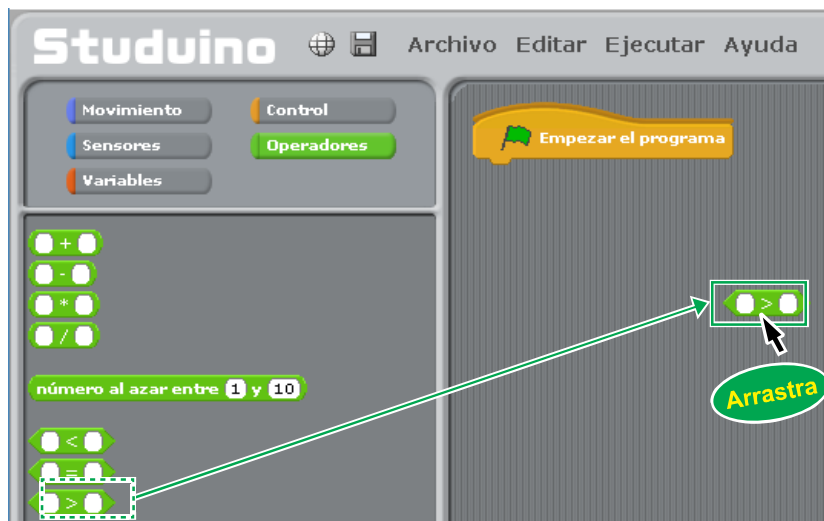 Studuino Archivo Editar Ejecutar Ayuda
Movimiento Control
Sensores Operadores
Variables
+
-
*
/
número al azar entre 1 y 10
<
=
>
Empezar el programa
>
Arrastra